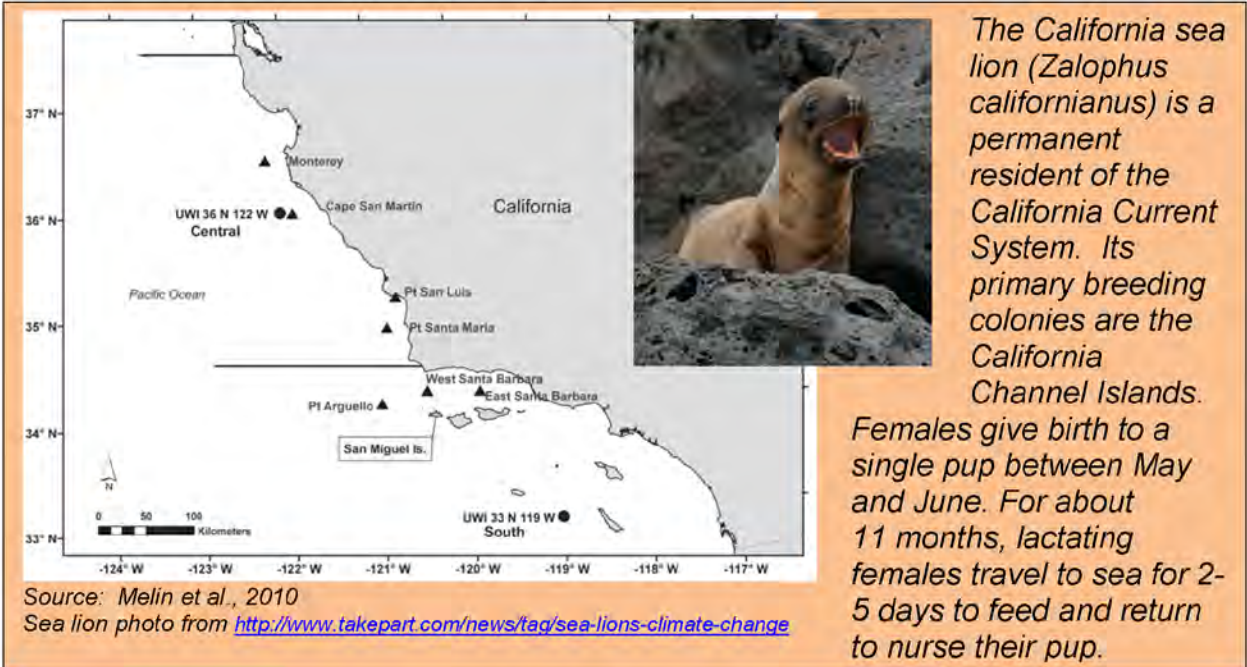 37° N
Monterey
36° N
UWI 36 N 122 W
Central
Cape San Martin
California
Pacific Ocean
Pt San Luis
35° N
Pt Santa Maria
West Santa Barbara
East Santa Barbara
Pt Arguello
34° N
San Miguel Is.
N
0 50 100
Kilometers
UWI 33 N 119 W
South
33° N
-124° W -123° W -122° W -121° W -120° W -119° W -118° W -117° W
Source: Melin et al., 2010
Sea lion photo from http://www.takepart.com/news/tag/sea-lions-climate-change
The California sea
lion (Zalophus
californianus) is a
permanent
resident of the
California Current
System. Its
primary breeding
colonies are the
California
Channel Islands.
Females give birth to a
single pup between May
and June. For about
11 months, lactating
females travel to sea for 2-
5 days to feed and return
to nurse their pup.